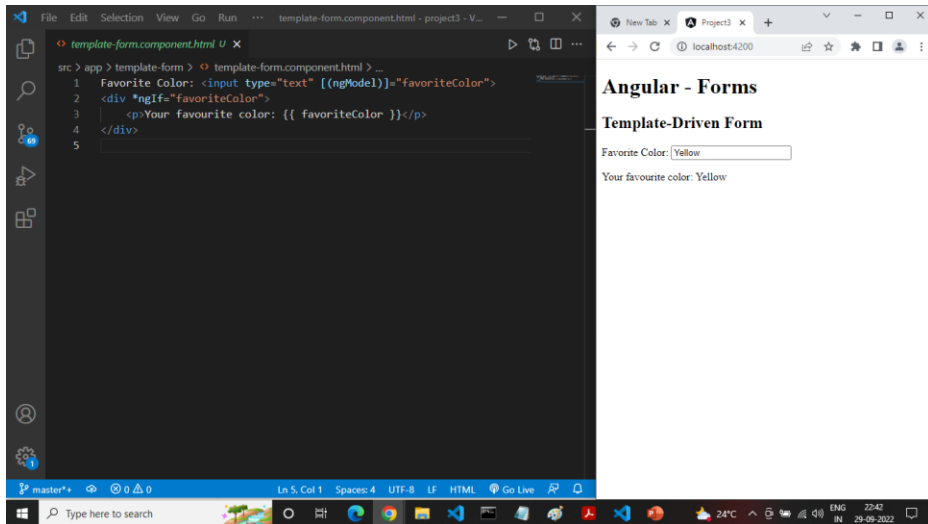 File Edit Selection View Go Run ··· template-form.component.html - project3 - V...
template-form.component.html U
src > app > template-form > template-form.component.html > ...
1 Favorite Color: <input type="text" [(ngModel)]="favoriteColor">
2 <div *ngIf="favoriteColor">
3 <p>Your favourite color: {{ favoriteColor }}</p>
4 </div>
5
69
1
master*+ 0 0 Ln 5, Col 1 Spaces: 4 UTF-8 LF HTML Go Live
New Tab Project3
localhost:4200
Angular - Forms
Template-Driven Form
Favorite Color: Yellow
Your favourite color: Yellow
Type here to search 24°C ENG 22:42
IN 29-09-2022